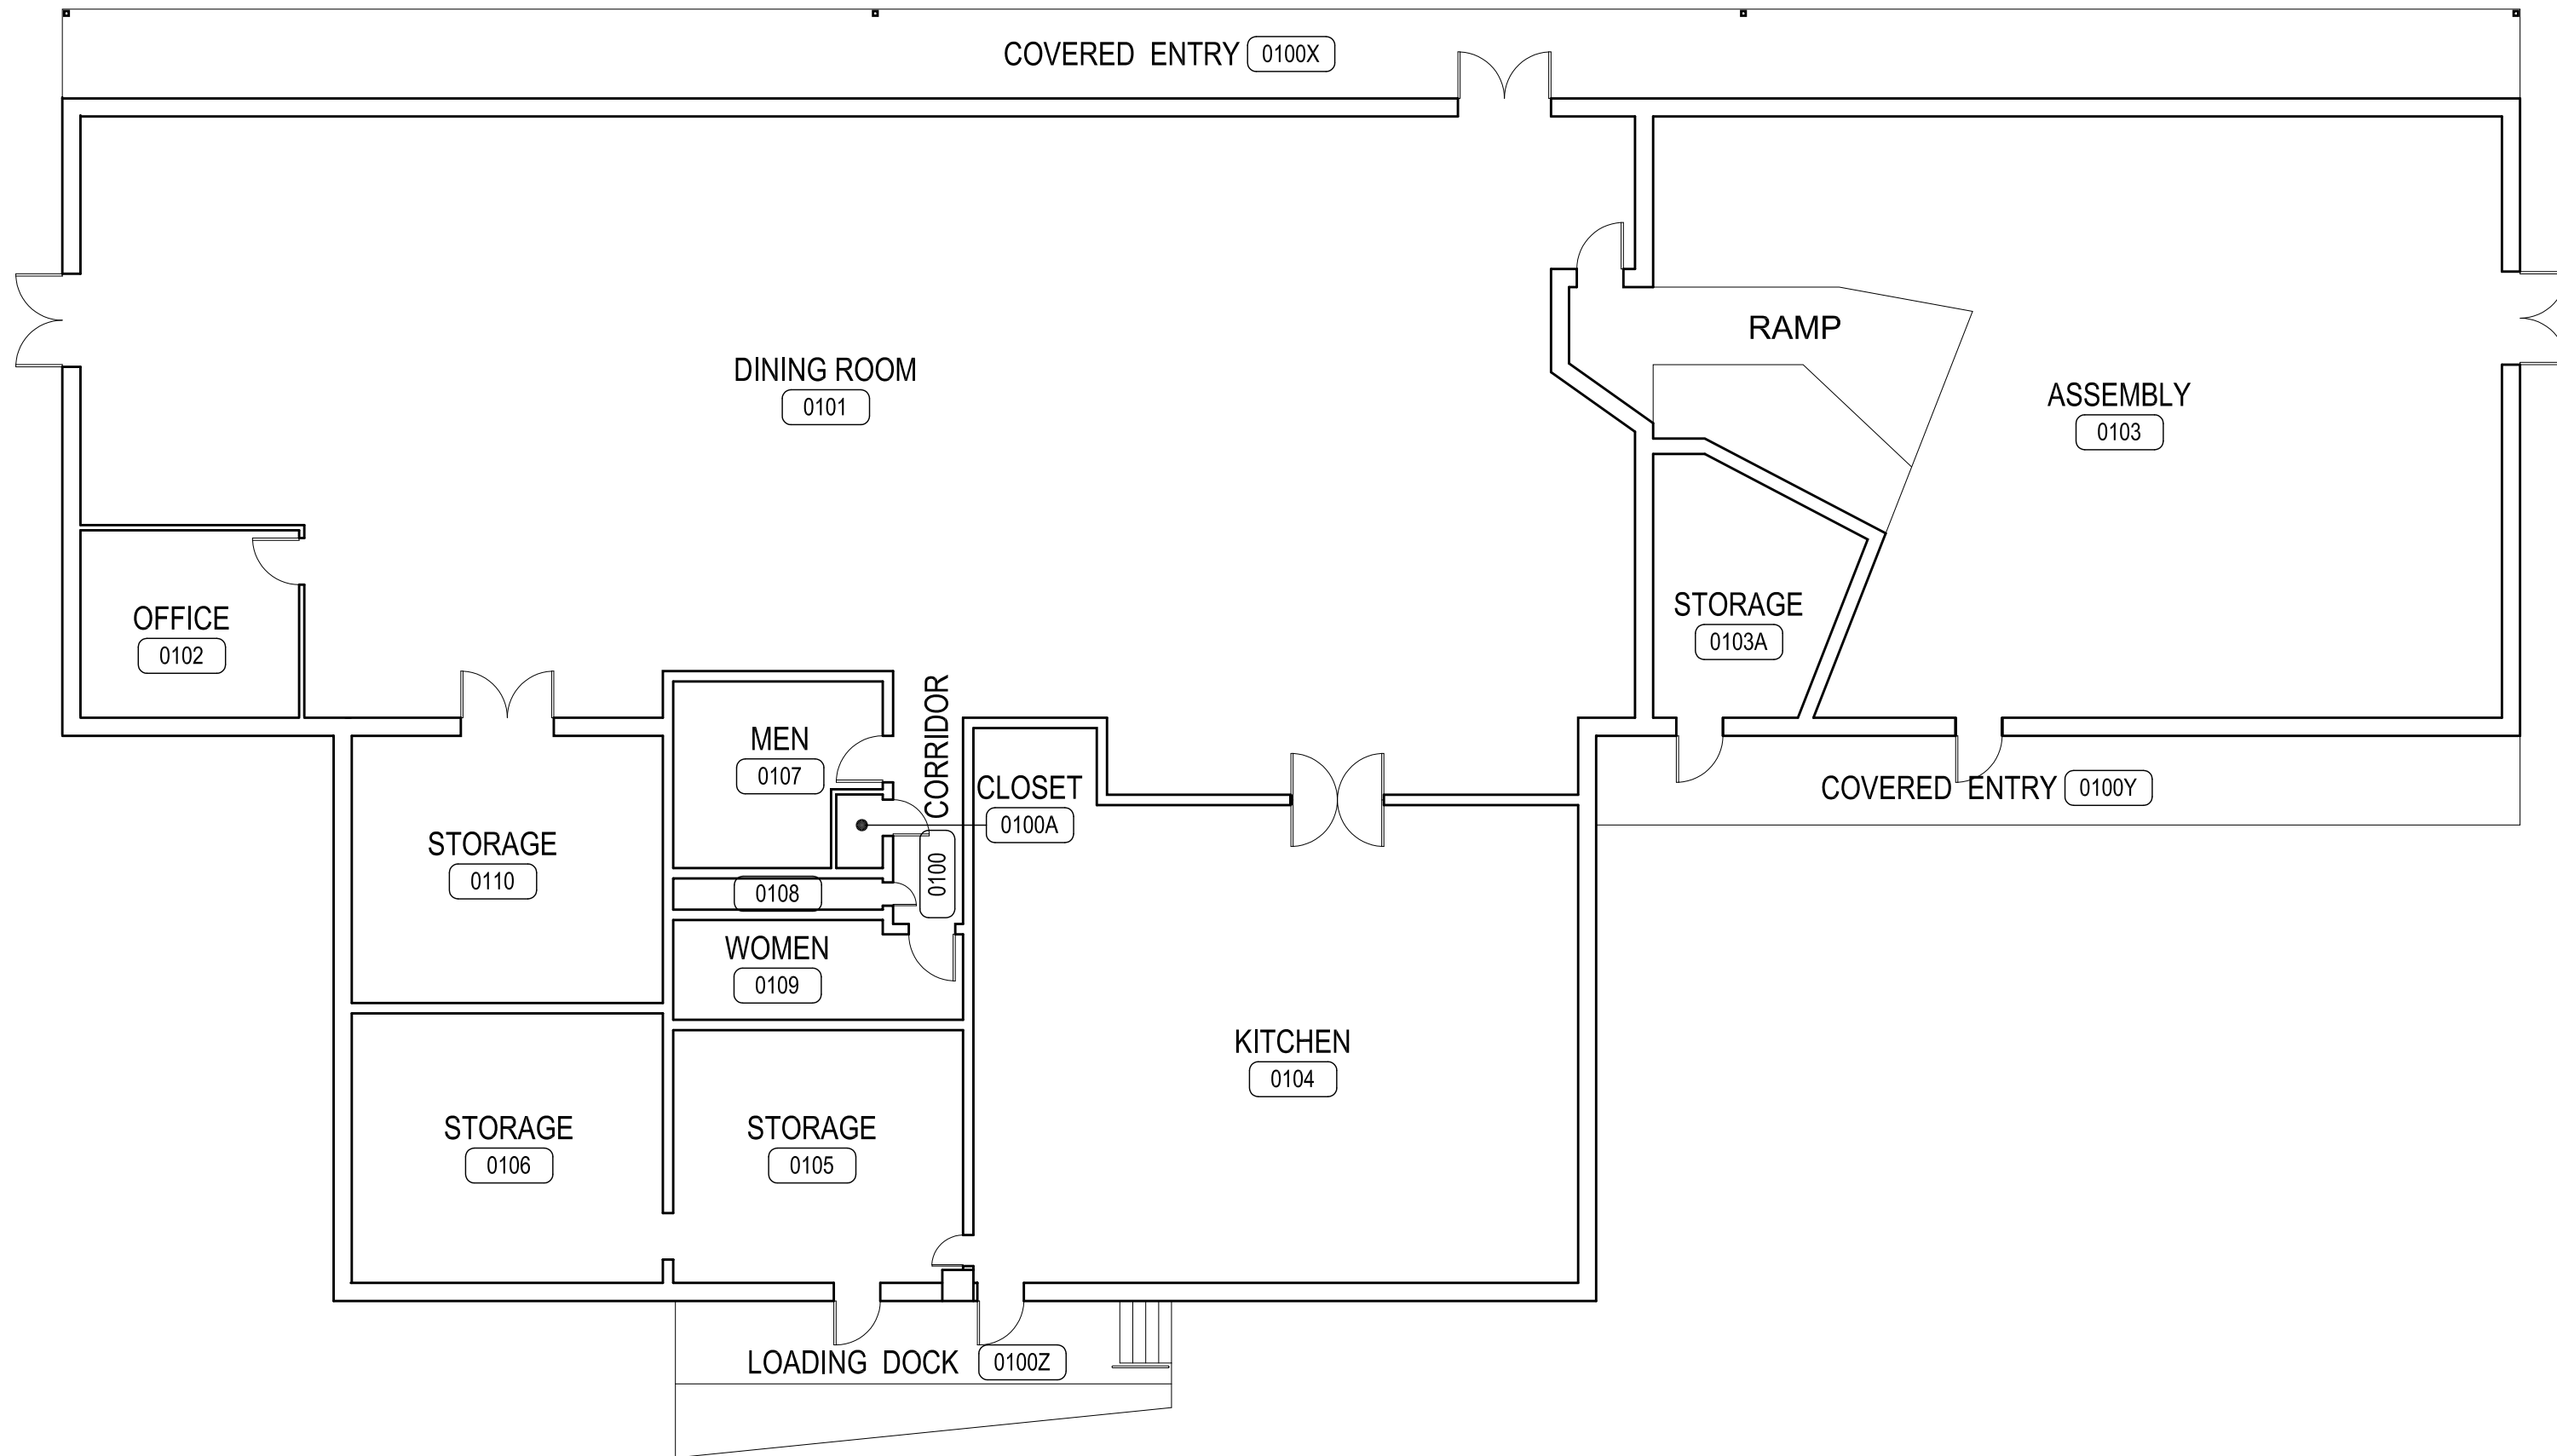 COVERED ENTRY 0100X
RAMP
DINING ROOM
0101
ASSEMBLY
0103
OFFICE
0102
STORAGE
0103A
MEN
0107
CORRIDOR
0100
CLOSET
0100A
COVERED ENTRY 0100Y
STORAGE
0110
0108
WOMEN
0109
KITCHEN
0104
STORAGE
0106
STORAGE
0105
LOADING DOCK 0100Z